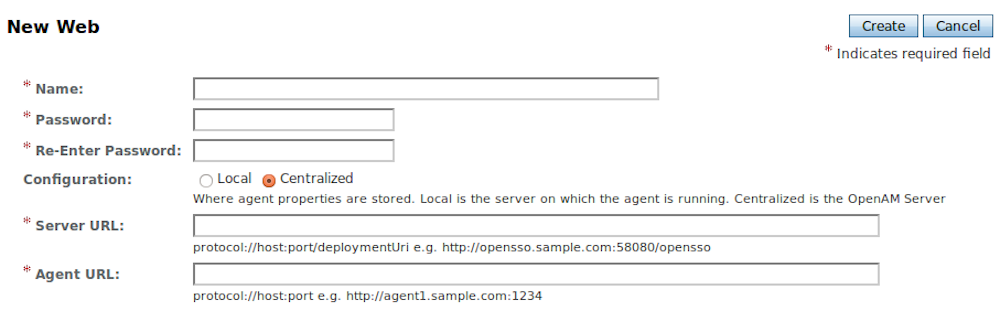 New Web
Create Cancel
* Indicates required field
* Name:
* Password:
* Re-Enter Password:
Configuration: Local Centralized
Where agent properties are stored. Local is the server on which the agent is running. Centralized is the OpenAM Server
* Server URL:
protocol://host:port/deploymentUri e.g. http://opensso.sample.com:58080/opensso
* Agent URL:
protocol://host:port e.g. http://agent1.sample.com:1234